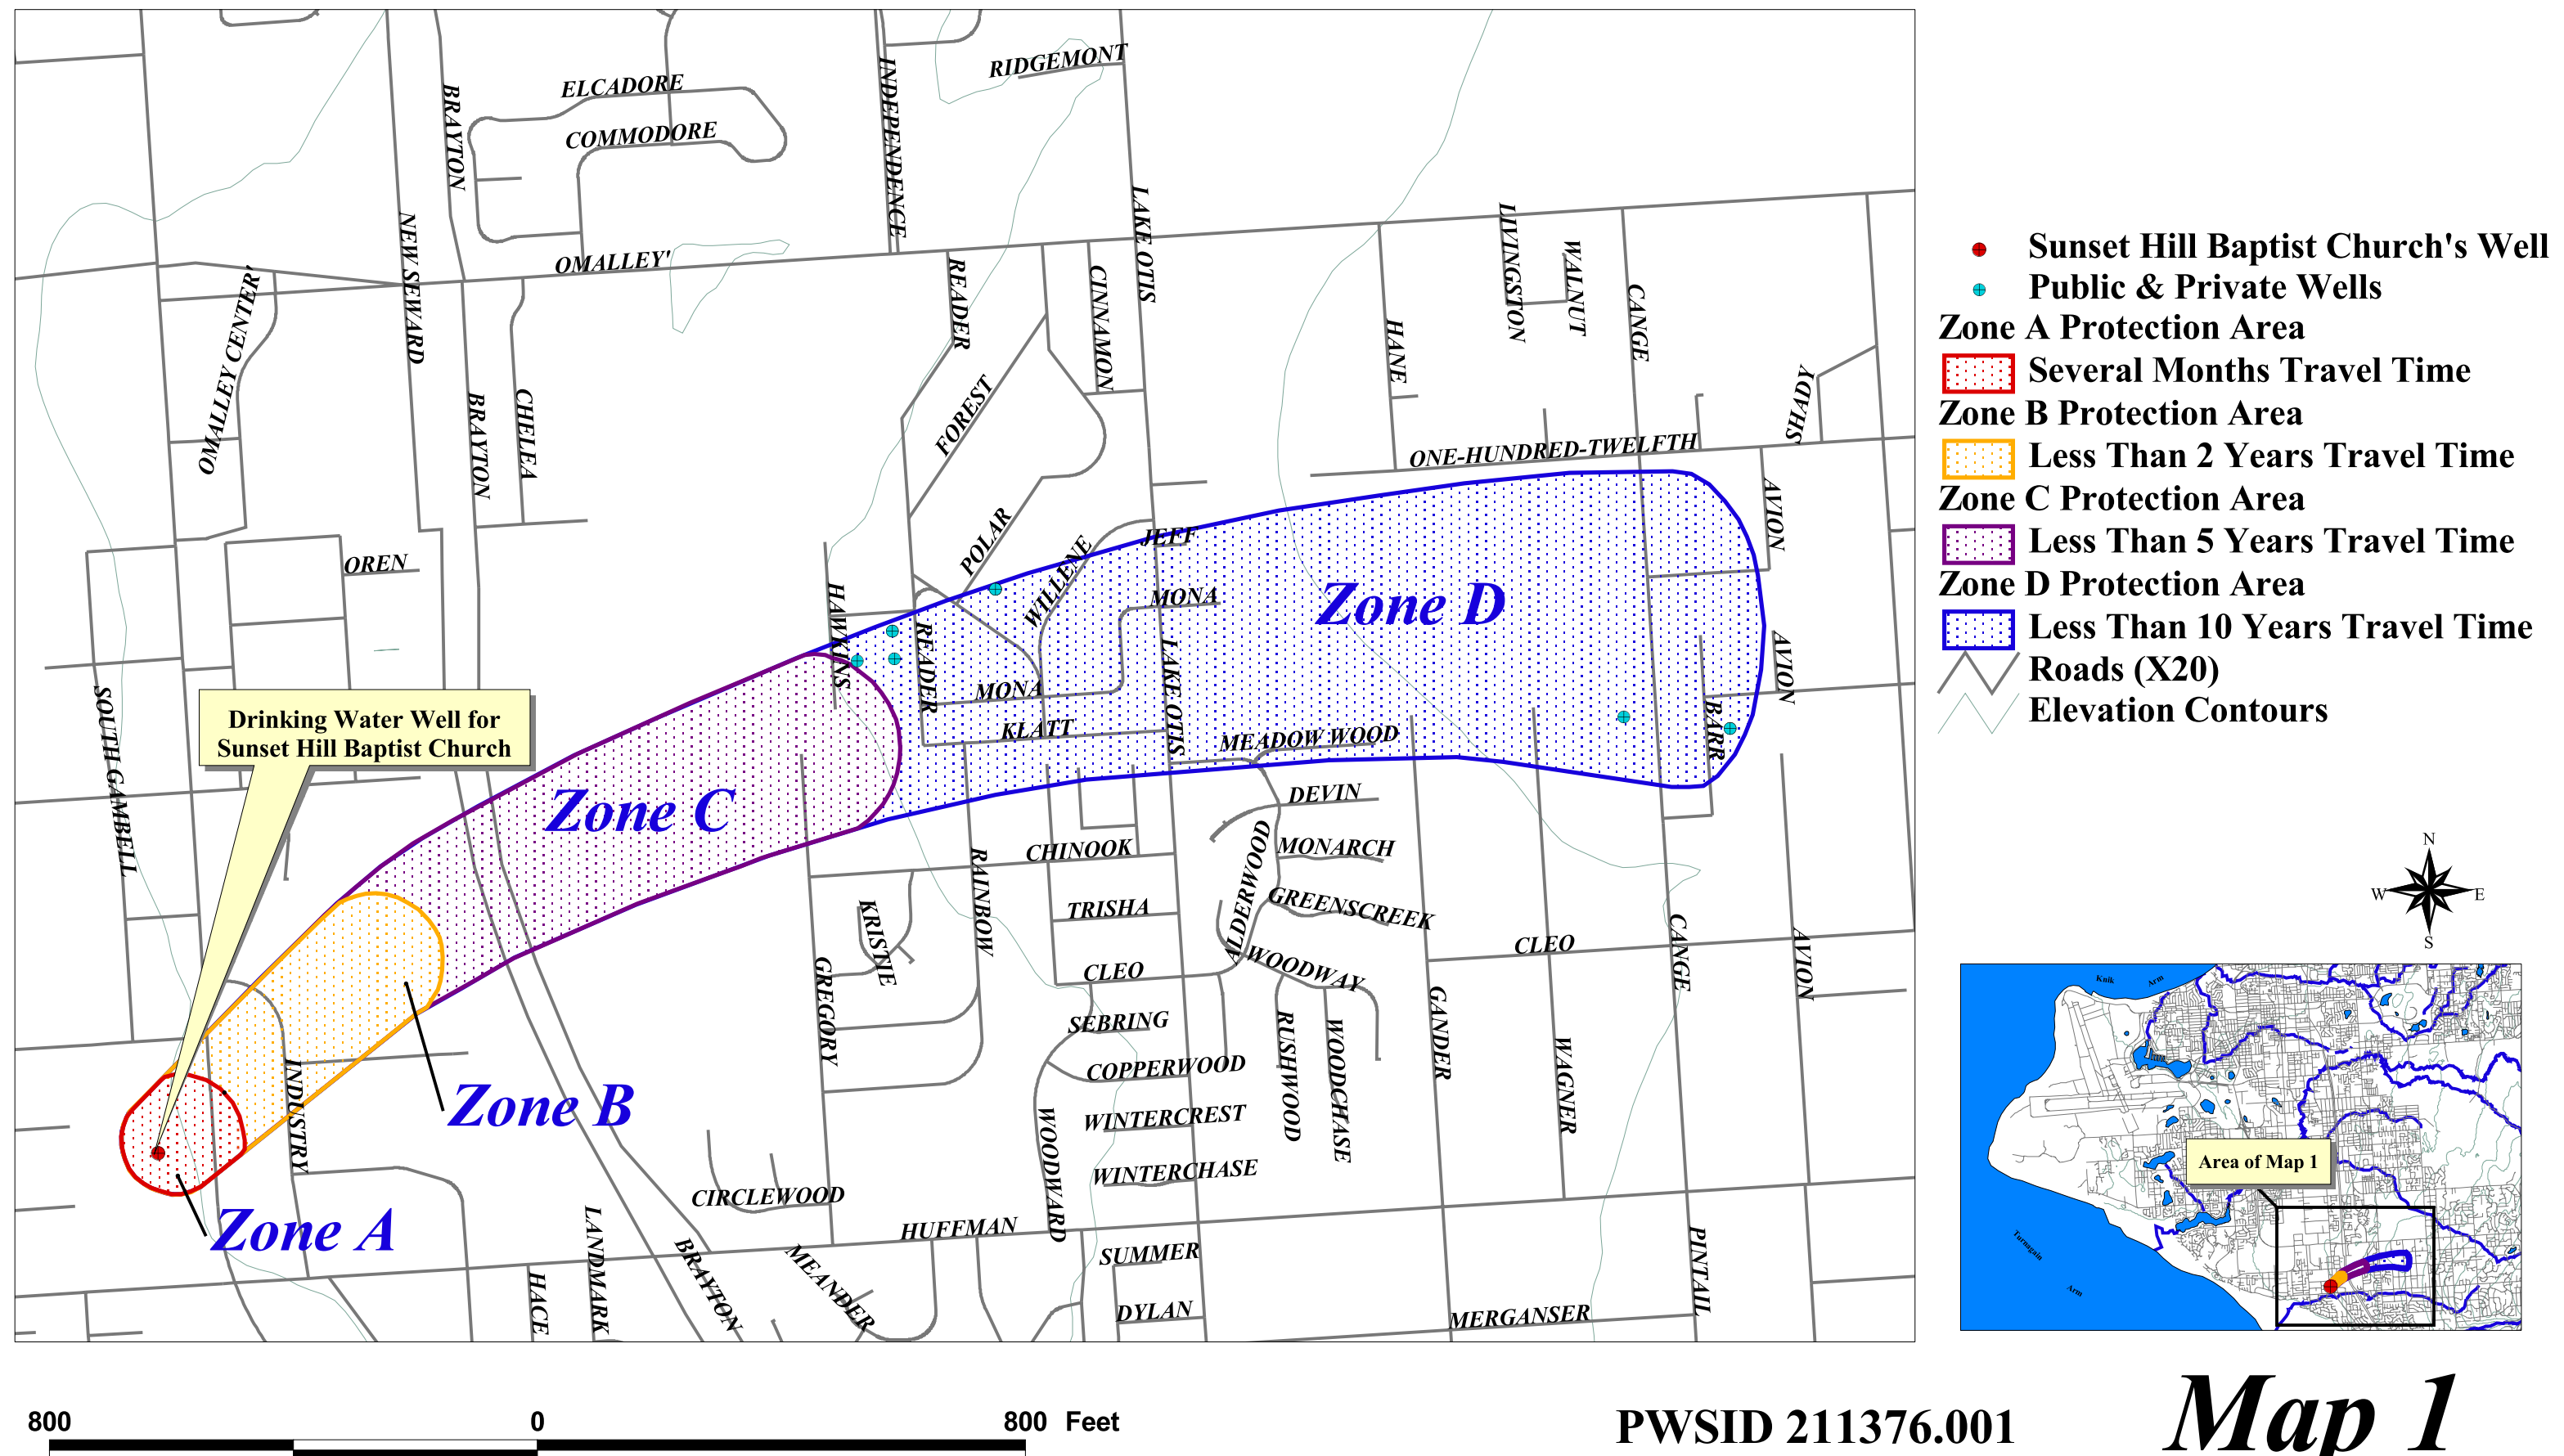 RIDGEMONT
ELCADORE
COMMODORE
BRAYTON
INDEPENDENCE
LAKE OTIS
NEW SEWARD
OMALLEY'
OMALLEY CENTER'
READER
CINNAMON
HANE
LIVINGSTON
WALNUT
CANGE
SHADY
FOREST
CHELEA
BRAYTON
ONE-HUNDRED-TWELFTH
AVION
POLAR
OREN
JEFF
WILLENE
MONA
HAWKINS
READER
Zone D
AVION
LAKE OTIS
MONA
KLATT
MEADOW WOOD
BARR
SOUTH GAMBELL
Drinking Water Well for
Sunset Hill Baptist Church
Zone C
DEVIN
MONARCH
CHINOOK
ALDERWOOD
GREENSCREEK
RAINBOW
KRISTIE
TRISHA
CLEO
WOODWAY
CLEO
CANGE
AVION
GREGORY
SEBRING
GANDER
RUSHWOOD
WOODCHASE
WAGNER
COPPERWOOD
WINTERCREST
WINTERCHASE
WOODWARD
INDUSTRY
Zone B
Zone A
CIRCLEWOOD
HUFFMAN
LANDMARK
HACE
BRAYTON
MEANDER
SUMMER
DYLAN
MERGANSER
PINTAIL
Sunset Hill Baptist Church's Well
Public & Private Wells
Zone A Protection Area
Several Months Travel Time
Zone B Protection Area
Less Than 2 Years Travel Time
Zone C Protection Area
Less Than 5 Years Travel Time
Zone D Protection Area
Less Than 10 Years Travel Time
Roads (X20)
Elevation Contours
N
W E
S
Knik Arm
Area of Map 1
Turnagain
Arm
800 0 800 Feet
PWSID 211376.001
Map 1